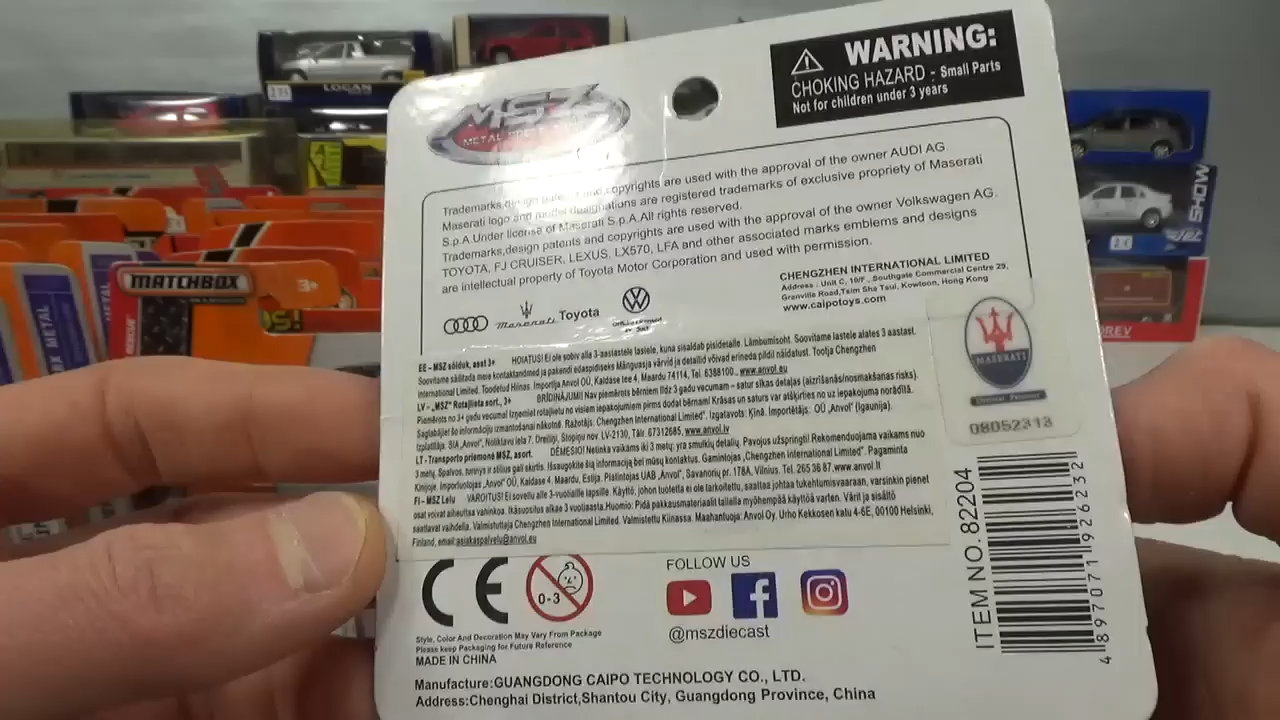 LOGAN
MSZ
WARNING:
CHOKING HAZARD - Small Parts
Not for children under 3 years
Trademarks,design and copyrights are used with the approval of the owner AUDI AG.
Maserati logo and model designations are registered trademarks of exclusive propriety of Maserati
S.p.A.Under license of Maserati S.p.A.All rights reserved.
Trademarks,design patents and copyrights are used with the approval of the owner Volkswagen AG.
TOYOTA, FJ CRUISER, LEXUS, LX570, LFA and other associated marks emblems and designs
are intellectual property of Toyota Motor Corporation and used with permission.
CHENGZHEN INTERNATIONAL LIMITED
Address : Unit C, 10/F., Southgate Commercial Centre 29,
Granville Road,Tsim Sha Tsui, Kowloon, Hong Kong
www.caipotoys.com
Maserati Toyota
EE – MSZ sõiduk, asst 3+ HOIATUS! Ei ole sobiv alla 3-aastastele lastele, kuna sisaldab pisidetaile. Lämbumisoht. Soovitame lastele alates 3 aastast.
Soovitame säilitada meie kontaktandmed ja pakendi edaspidiseks Mänguasja värvid ja detailid võivad erineda pildil näidatust. Tootja Chengzhen
International Limited. Toodetud Hiinas. Importija Anvol OÜ, Kaldase tee 4, Maardu 74114, Tel. 6388100., www.anvol.eu
LV – „MSZ” Rotaļlieta sort., 3+ BRĪDINĀJUMI! Nav piemērots bērniem līdz 3 gadu vecumam – satur sīkas detaļas (aizrīšanās/nosmakšanas risks).
Piemērots no 3+ gadu vecuma! Izņemiet rotaļlietu no visiem iepakojumiem pirms dodat bērnam! Krāsas un saturs var atšķirties no uz iepakojuma norādītā.
Saglabājiet šo informāciju izmantošanai nākotnē. Ražotājs: Chengzhen International Limited". Izgatavots: Ķīnā. Importētājs: OÜ „Anvol" (Igaunija).
Izplatītājs: SIA „Anvol", Noliktavu iela 7, Dreiliņi, Stopiņu nov. LV-2130, Tālr. 67312685, www.anvol.lv
LT - Transporto priemonė MSZ, asort. DĖMESIO! Netinka vaikams iki 3 metų: yra smulkių detalių. Pavojus užspringti! Rekomenduojama vaikams nuo
3 metų. Spalvos, turinys ir stilius gali skirtis. Išsaugokite šią informaciją bei mūsų kontaktus. Gamintojas „Chengzhen International Limited". Pagaminta
Kinijoje. Importuotojas „Anvol" OÜ, Kaldase 4, Maardu, Estija. Platintojas UAB „Anvol", Savanorių pr. 178A, Vilnius. Tel. 265 36 87,www.anvol.lt
FI – MSZ Lelu VAROITUS! Ei sovellu alle 3-vuotiaille lapsille. Käyttö, johon tuotetta ei ole tarkoitettu, saattaa johtaa tukehtumisvaaraan, varsinkin pienet
osat voivat aiheuttaa vahinkoa. Ikäsuositus alkaa 3 vuotiaasta.Huomio: Pidä pakkausmateriaalit tallella myöhempää käyttöä varten. Värit ja sisältö
saattavat vaihdella. Valmistuttaja Chengzhen International Limited. Valmistettu Kiinassa. Maahantuoja: Anvol Oy. Urho Kekkosen katu 4-6E, 00100 Helsinki,
Finland, email:asiakaspalvelu@anvol.eu
MASERATI
08052313
CE
0-3
FOLLOW US
@mszdiecast
ITEM NO. 82204
4 897071 926232
Style, Color And Decoration May Vary From Package
Please keep Packaging for Future Reference
MADE IN CHINA
Manufacture:GUANGDONG CAIPO TECHNOLOGY CO., LTD.
Address:Chenghai District,Shantou City, Guangdong Province, China
MATCHBOX
3+
METAL
SHOW